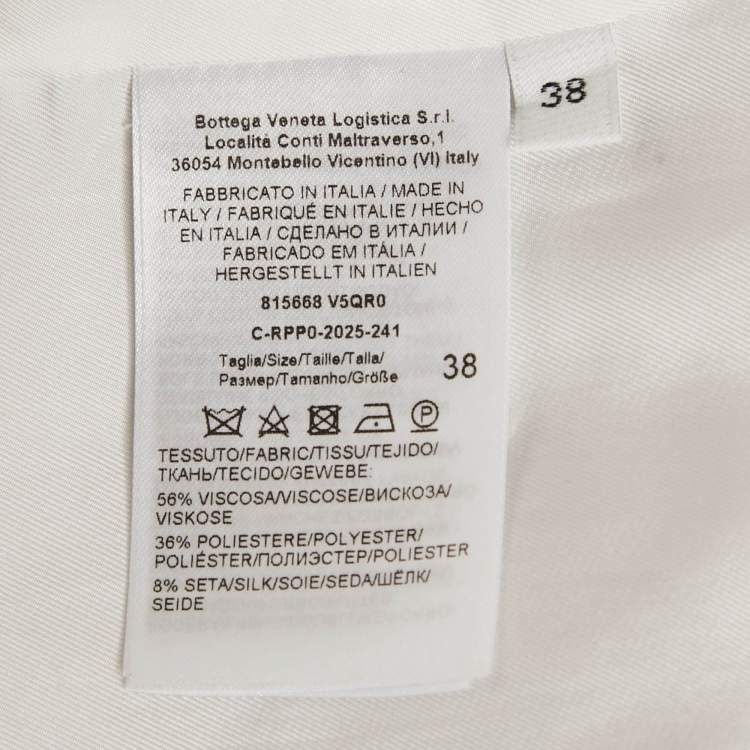 38
Bottega Veneta Logistica S.r.l.
Località Conti Maltraverso,1
36054 Montebello Vicentino (VI) Italy
FABBRICATO IN ITALIA / MADE IN
ITALY / FABRIQUÉ EN ITALIE / HECHO
EN ITALIA / СДЕЛАНО В ИТАЛИИ /
FABRICADO EM ITÁLIA /
HERGESTELLT IN ITALIEN
815668 V5QR0
C-RPP0-2025-241
Taglia/Size/Taille/Talla/
Размер/Tamanho/Größe 38
P
TESSUTO/FABRIC/TISSU/TEJIDO/
ТКАНЬ/TECIDO/GEWEBE:
56% VISCOSA/VISCOSE/ВИСКОЗА/
VISKOSE
36% POLIESTERE/POLYESTER/
POLIÉSTER/ПОЛИЭСТЕР/POLIESTER
8% SETA/SILK/SOIE/SEDA/ШЁЛК/
SEIDE